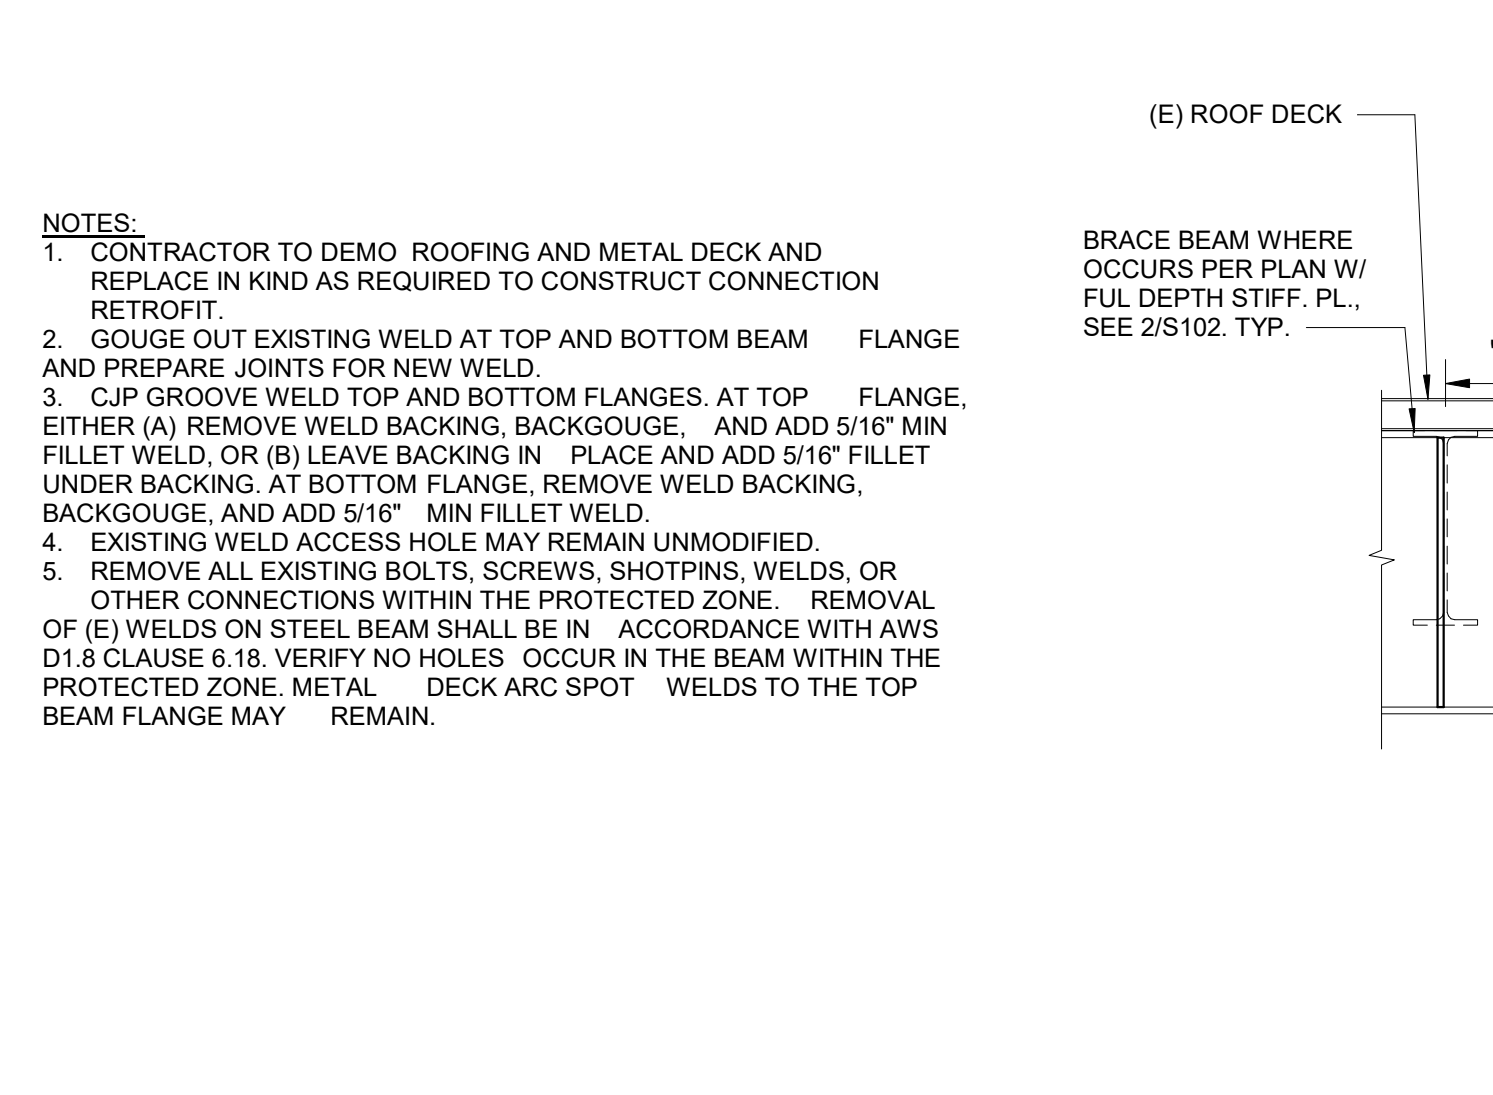 (E) ROOF DECK
NOTES:
1. CONTRACTOR TO DEMO ROOFING AND METAL DECK AND
REPLACE IN KIND AS REQUIRED TO CONSTRUCT CONNECTION
RETROFIT.
2. GOUGE OUT EXISTING WELD AT TOP AND BOTTOM BEAM FLANGE
AND PREPARE JOINTS FOR NEW WELD.
3. CJP GROOVE WELD TOP AND BOTTOM FLANGES. AT TOP FLANGE,
EITHER (A) REMOVE WELD BACKING, BACKGOUGE, AND ADD 5/16" MIN
FILLET WELD, OR (B) LEAVE BACKING IN PLACE AND ADD 5/16" FILLET
UNDER BACKING. AT BOTTOM FLANGE, REMOVE WELD BACKING,
BACKGOUGE, AND ADD 5/16" MIN FILLET WELD.
4. EXISTING WELD ACCESS HOLE MAY REMAIN UNMODIFIED.
5. REMOVE ALL EXISTING BOLTS, SCREWS, SHOTPINS, WELDS, OR
OTHER CONNECTIONS WITHIN THE PROTECTED ZONE. REMOVAL
OF (E) WELDS ON STEEL BEAM SHALL BE IN ACCORDANCE WITH AWS
D1.8 CLAUSE 6.18. VERIFY NO HOLES OCCUR IN THE BEAM WITHIN THE
PROTECTED ZONE. METAL DECK ARC SPOT WELDS TO THE TOP
BEAM FLANGE MAY REMAIN.
BRACE BEAM WHERE
OCCURS PER PLAN W/
FUL DEPTH STIFF. PL.,
SEE 2/S102. TYP.